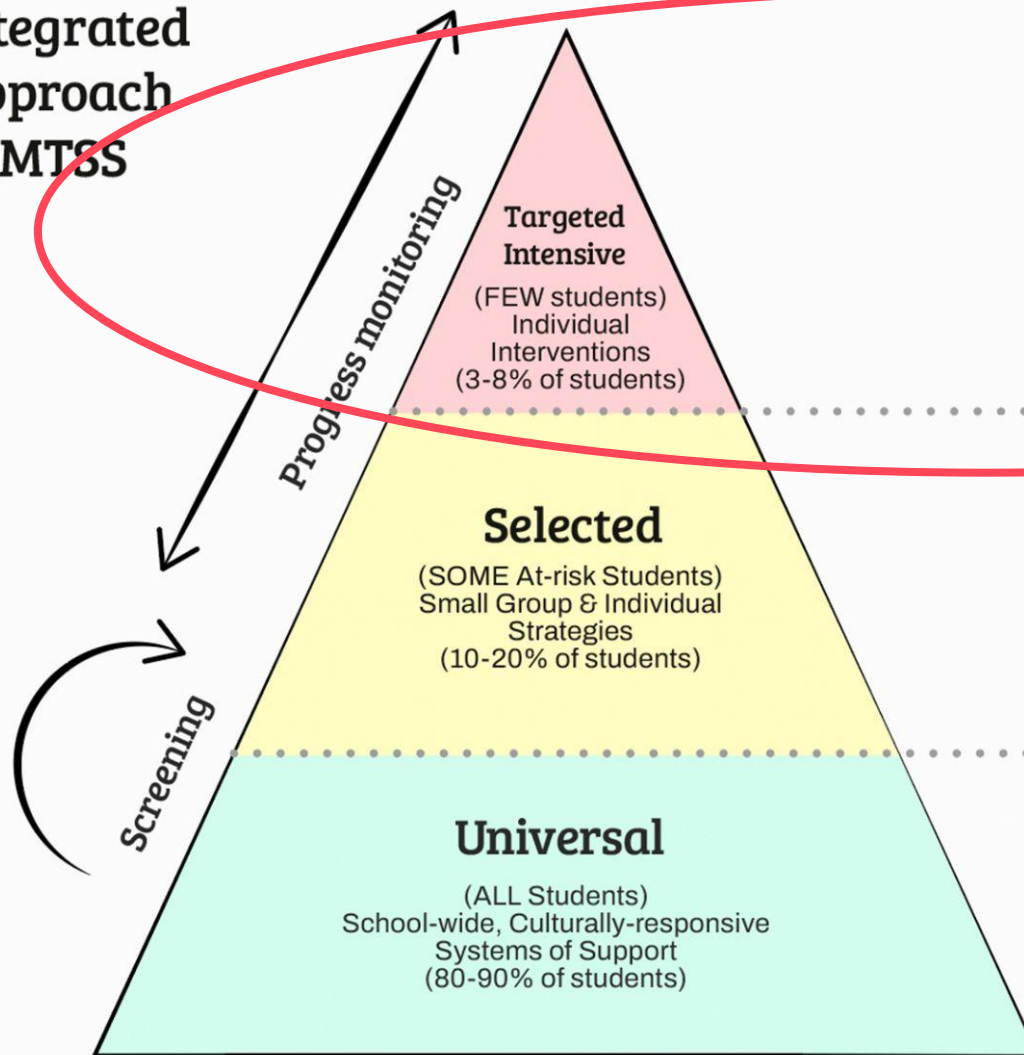 tegrated
pproach
MTSS
Progress monitoring
Targeted
Intensive
(FEW students)
Individual
Interventions
(3-8% of students)
Selected
(SOME At-risk Students)
Small Group & Individual
Strategies
(10-20% of students)
Screening
Universal
(ALL Students)
School-wide, Culturally-responsive
Systems of Support
(80-90% of students)